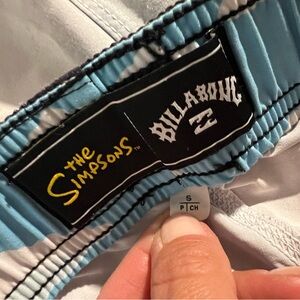 the
Simpsons
BILLABONG
S
P | CH